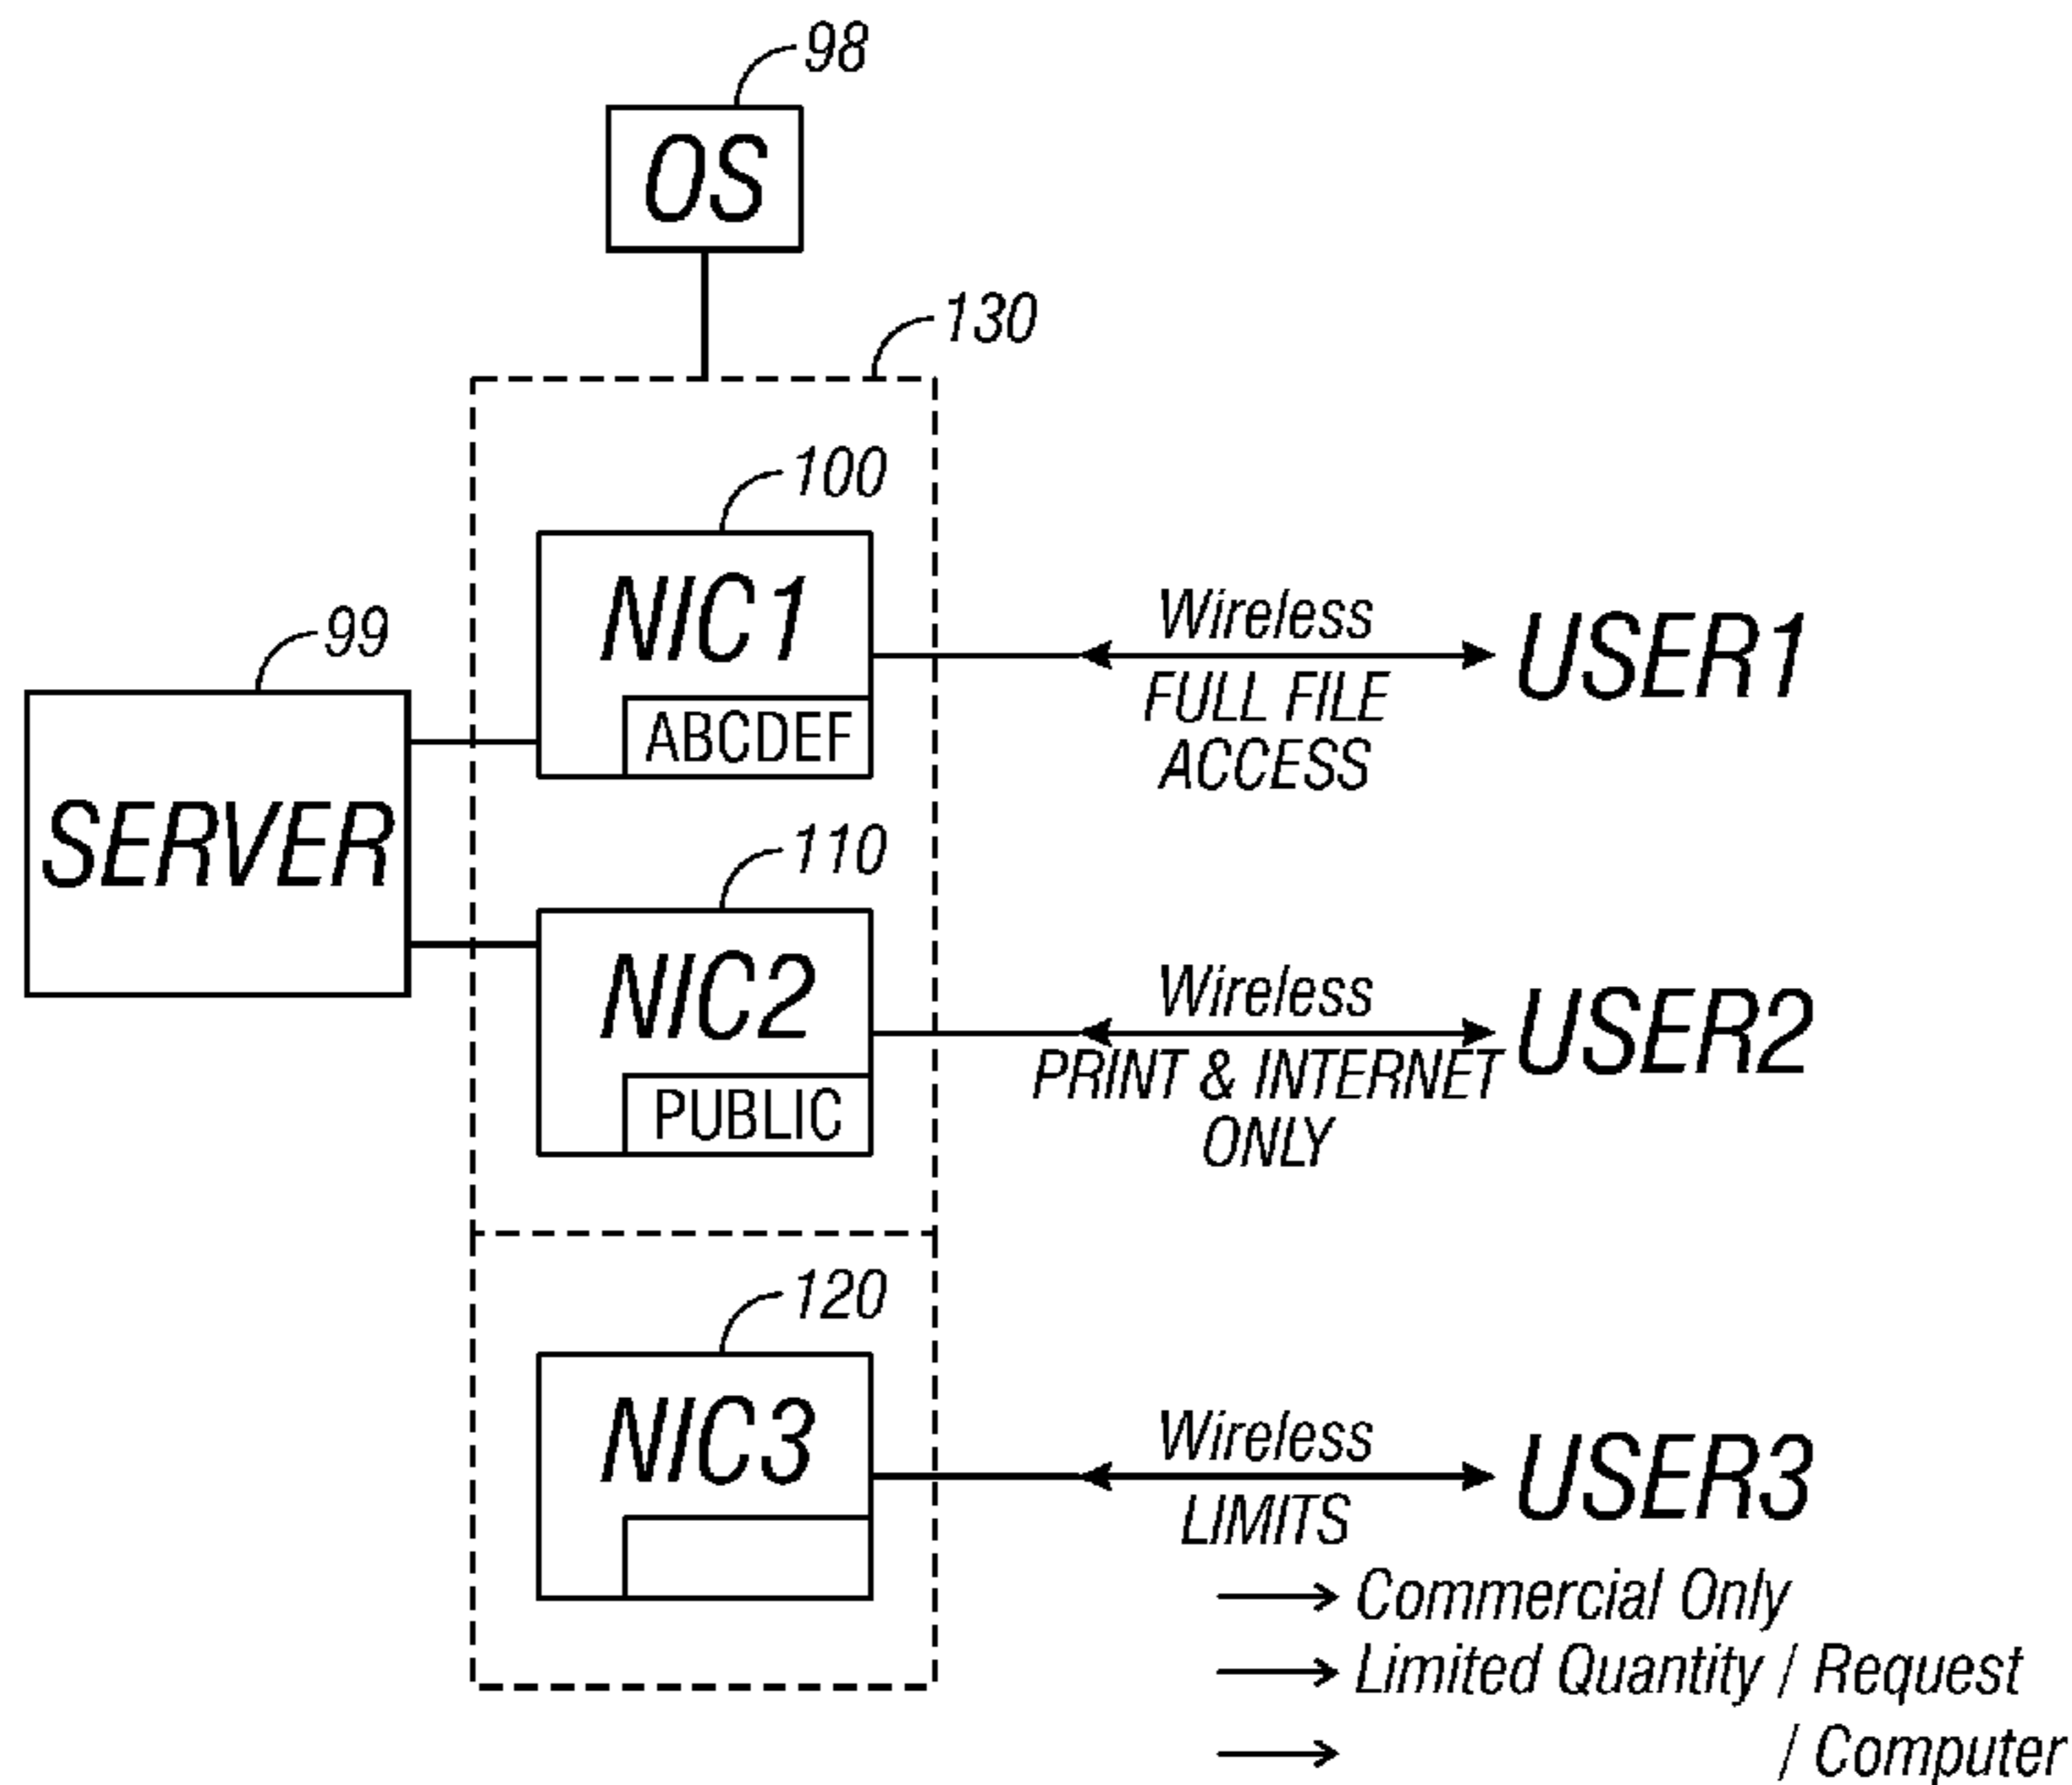 98
OS
130
100
NIC1
ABCDEF
Wireless
FULL FILE
ACCESS
USER1
99
SERVER
110
NIC2
PUBLIC
Wireless
PRINT & INTERNET
ONLY
USER2
120
NIC3
Wireless
LIMITS
USER3
Commercial Only
Limited Quantity / Request
/ Computer